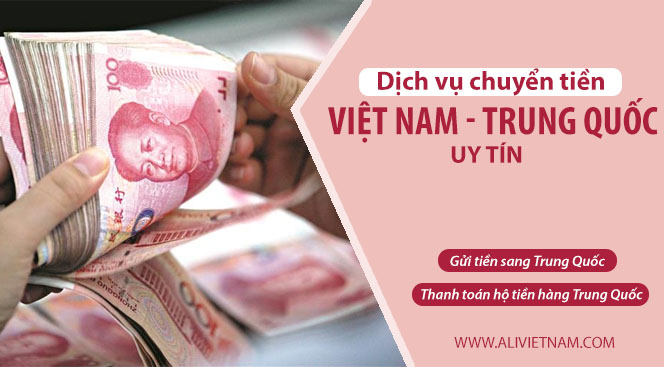 Dịch vụ chuyển tiền
VIỆT NAM - TRUNG QUỐC
UY TÍN
Gửi tiền sang Trung Quốc
Thanh toán hộ tiền hàng Trung Quốc
WWW.ALIVIETNAM.COM
100